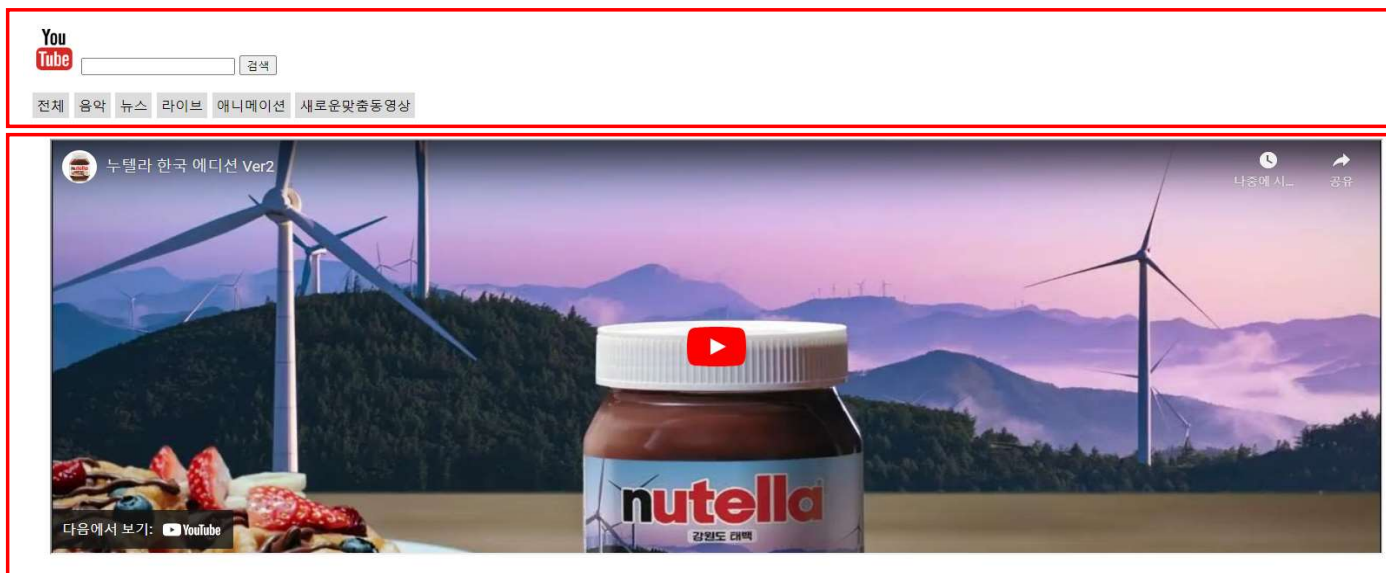 You
Tube
검색
전체 음악 뉴스 라이브 애니메이션 새로운맞춤동영상
누텔라 한국 에디션 Ver2
나중에 시...
공유
nutella
강원도 태백
다음에서 보기: YouTube